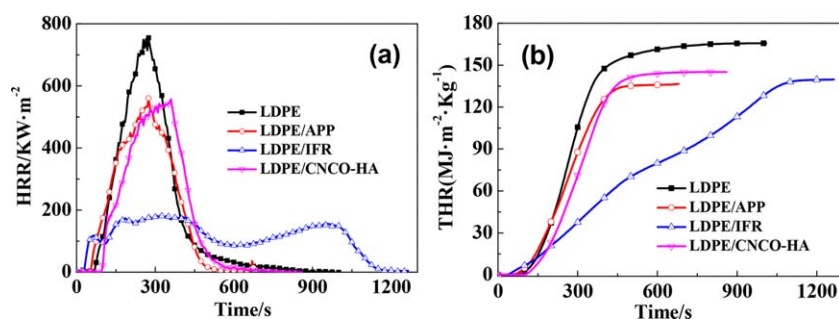 (a)
HRR/KW·m-2
800
600
400
200
0
LDPE
LDPE/APP
LDPE/IFR
LDPE/CNCO-HA
0 300 600 900 1200
Time/s
(b)
THR(MJ·m-2·Kg-1)
180
150
120
90
60
30
0
LDPE
LDPE/APP
LDPE/IFR
LDPE/CNCO-HA
0 300 600 900 1200
Time/s